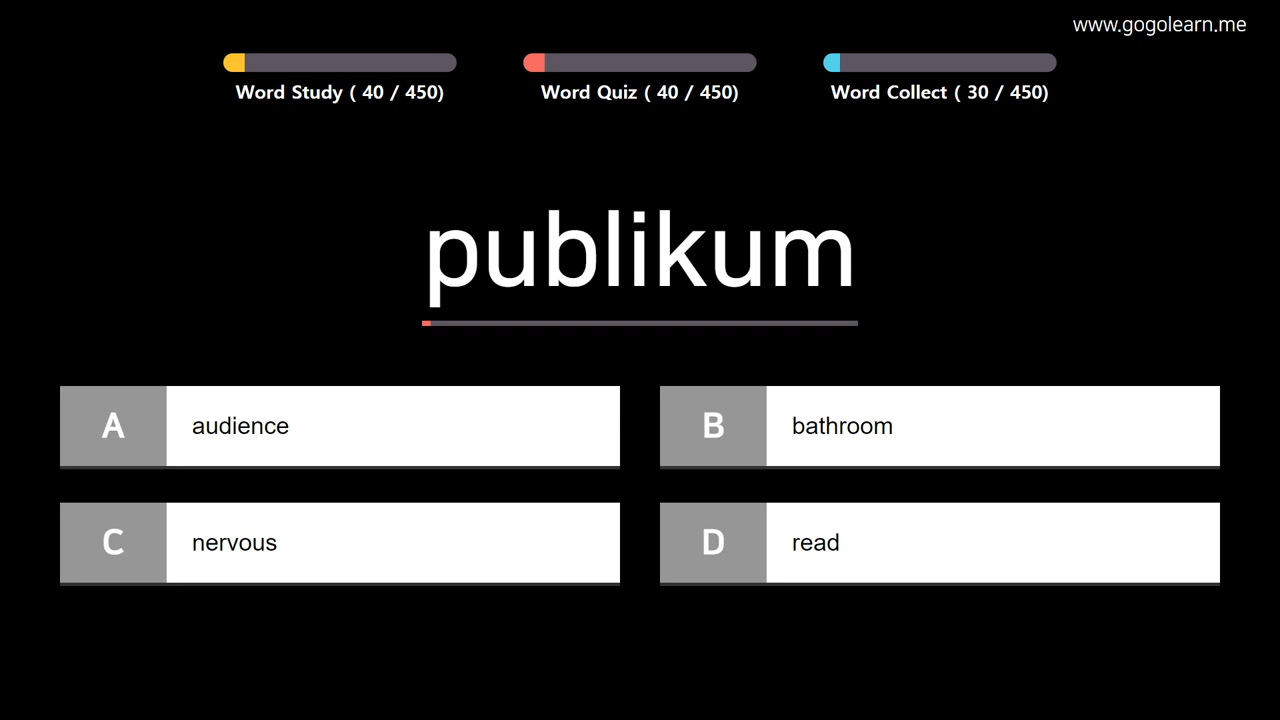 www.gogolearn.me
Word Study ( 40 / 450)
Word Quiz ( 40 / 450)
Word Collect ( 30 / 450)
publikum
A audience
B bathroom
C nervous
D read